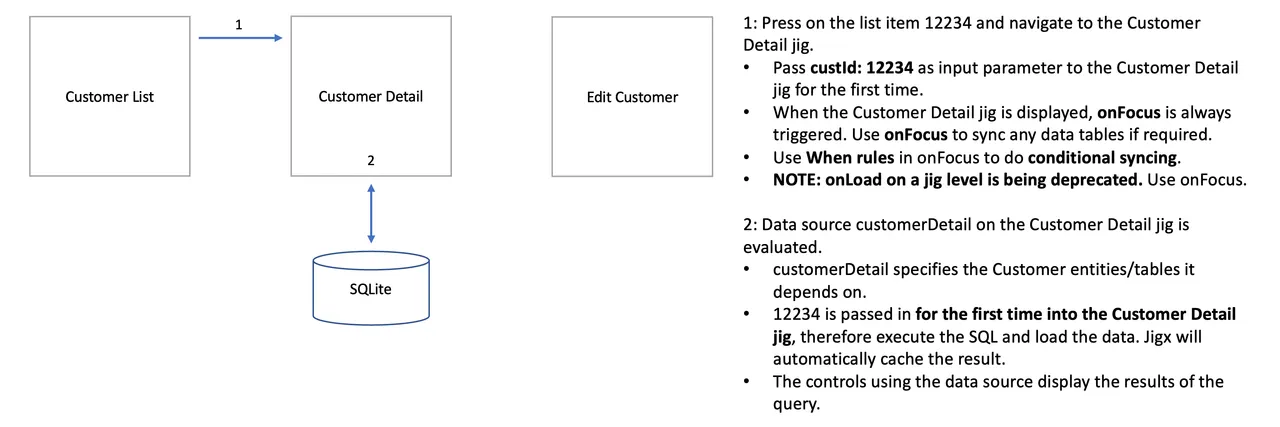 1
Customer List
Customer Detail
2
SQLite
Edit Customer
1: Press on the list item 12234 and navigate to the Customer
Detail jig.
• Pass custId: 12234 as input parameter to the Customer Detail
jig for the first time.
• When the Customer Detail jig is displayed, onFocus is always
triggered. Use onFocus to sync any data tables if required.
• Use When rules in onFocus to do conditional syncing.
• NOTE: onLoad on a jig level is being deprecated. Use onFocus.
2: Data source customerDetail on the Customer Detail jig is
evaluated.
• customerDetail specifies the Customer entities/tables it
depends on.
• 12234 is passed in for the first time into the Customer Detail
jig, therefore execute the SQL and load the data. Jigx will
automatically cache the result.
• The controls using the data source display the results of the
query.